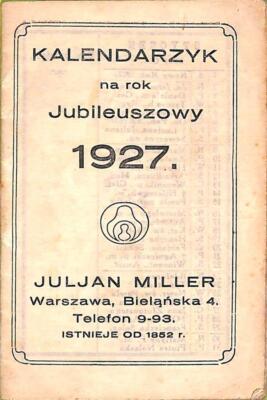 KALENDARZYK
na rok
Jubileuszowy
1927.
JULJAN MILLER
Warszawa, Bielańska 4.
Telefon 9-93.
ISTNIEJE OD 1852 r.